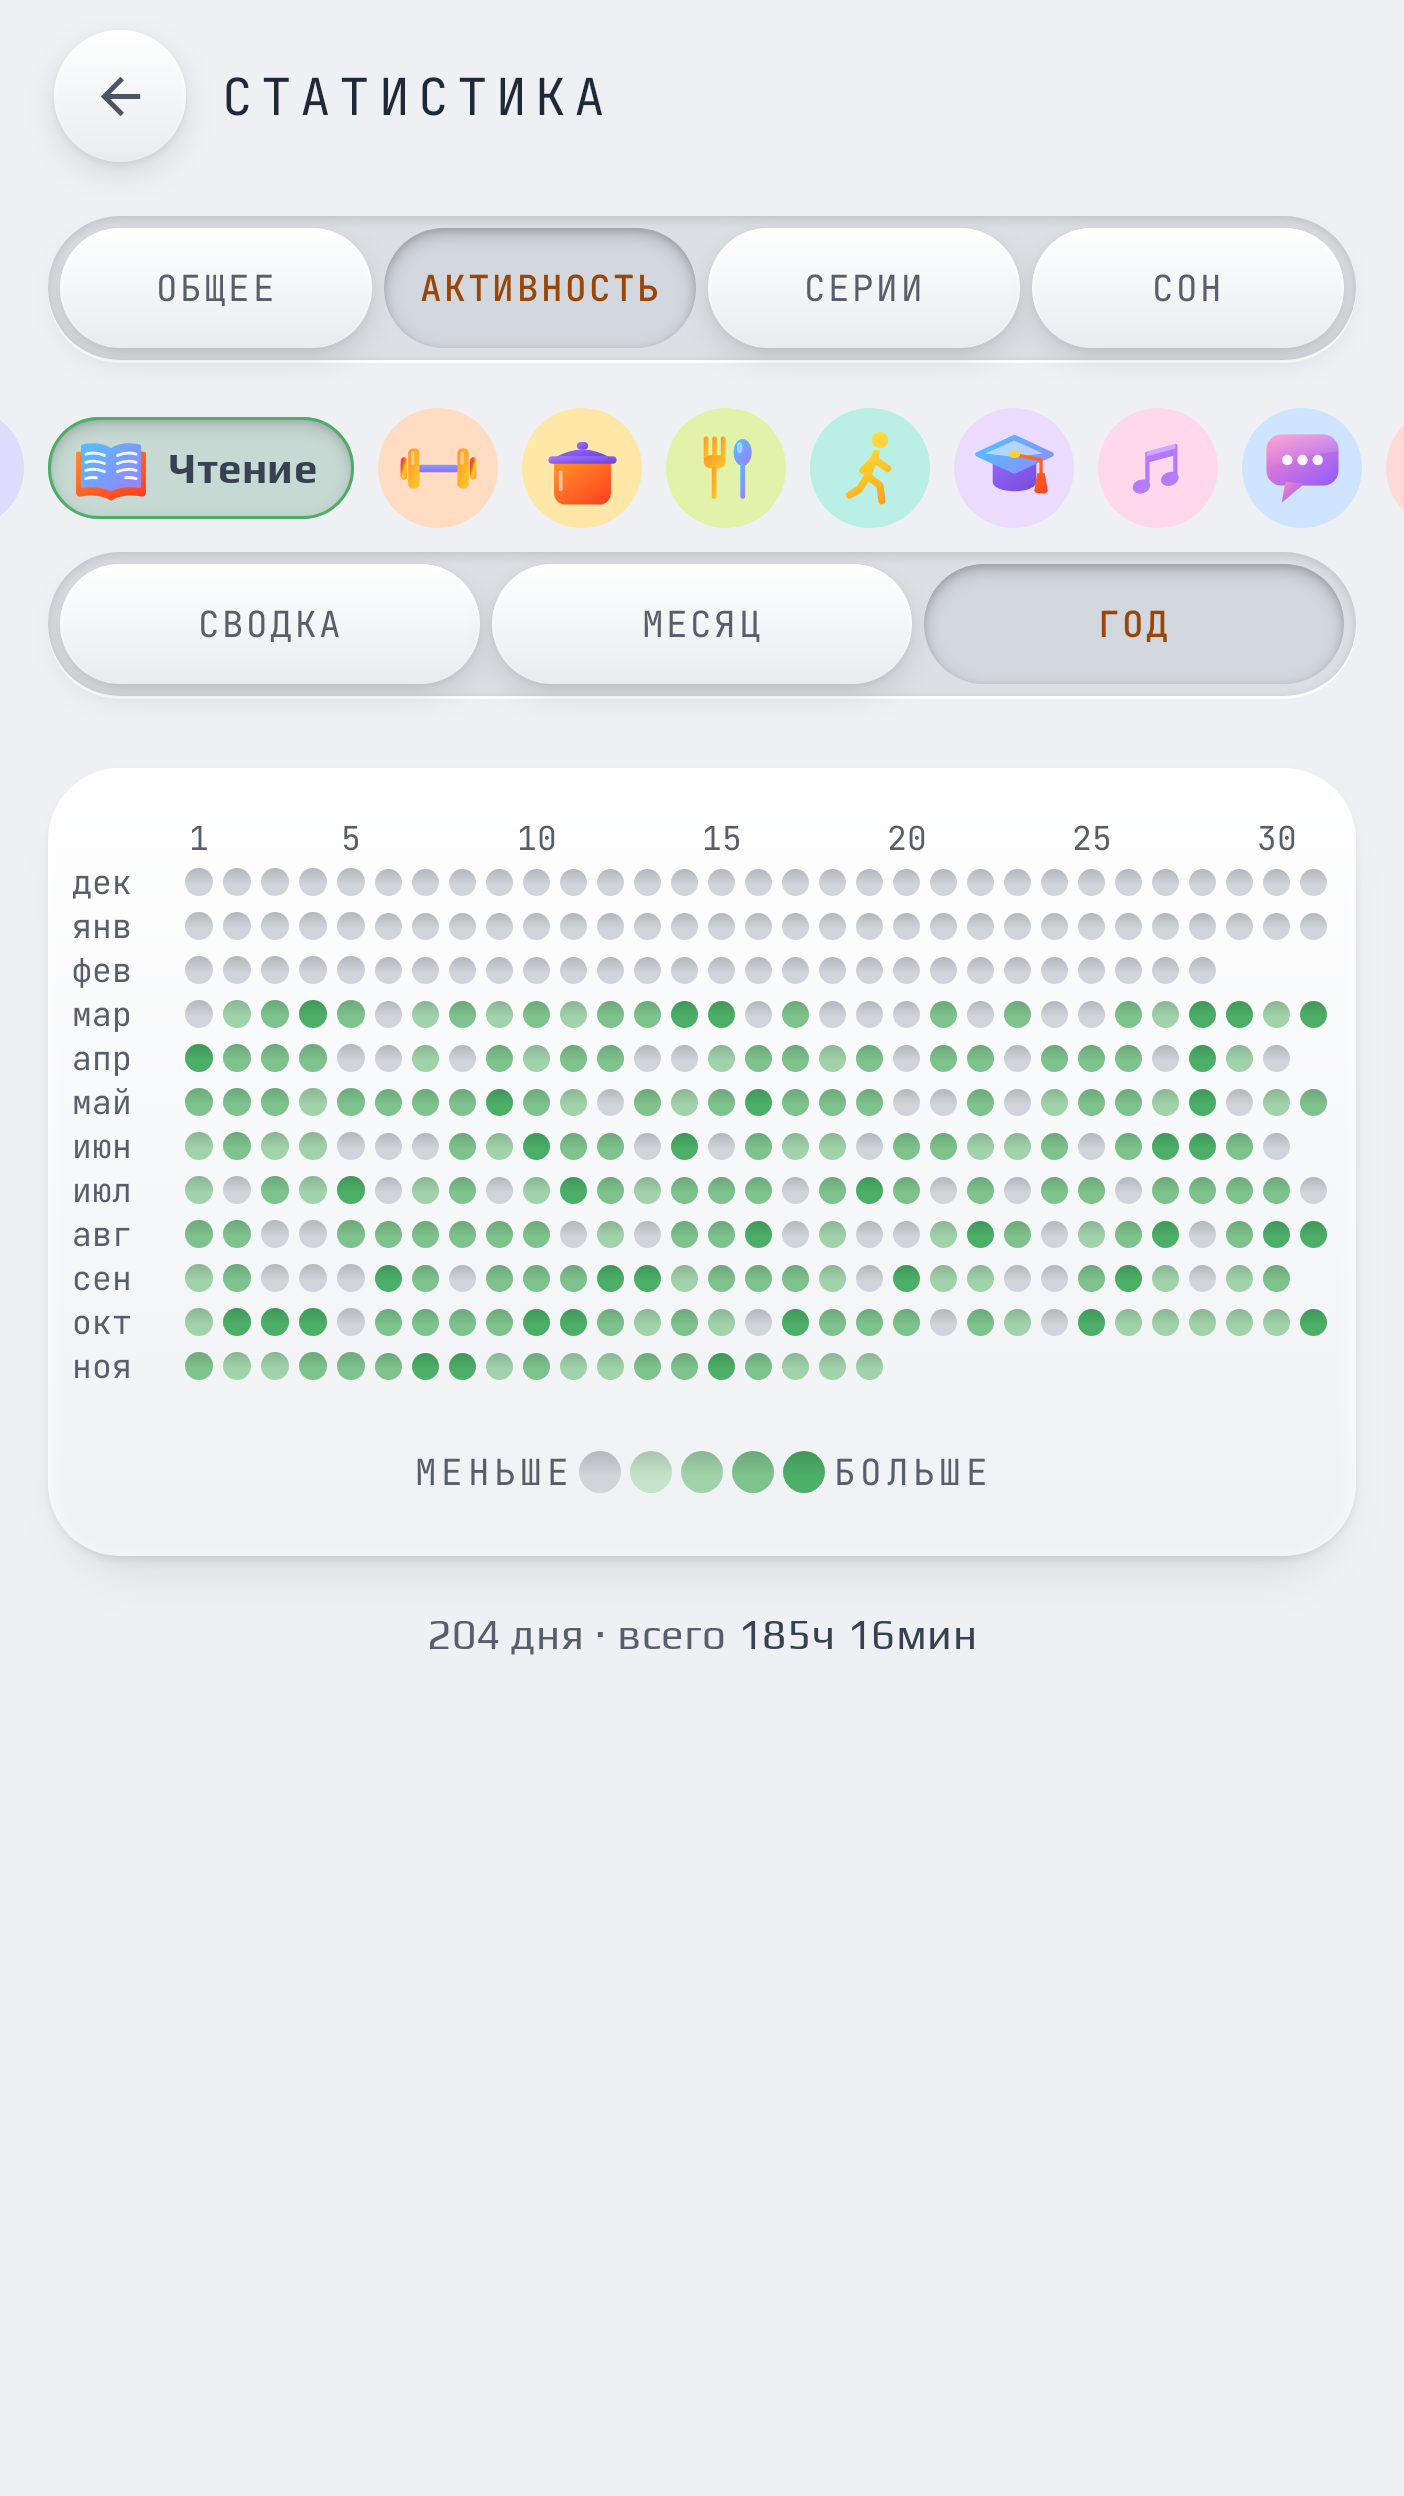 СТАТИСТИКА
ОБЩЕЕ АКТИВНОСТЬ СЕРИИ СОН
Чтение
СВОДКА МЕСЯЦ ГОД
1 5 10 15 20 25 30
дек
янв
фев
мар
апр
май
июн
июл
авг
сен
окт
ноя
МЕНЬШЕ БОЛЬШЕ
204 дня · всего 185ч 16мин